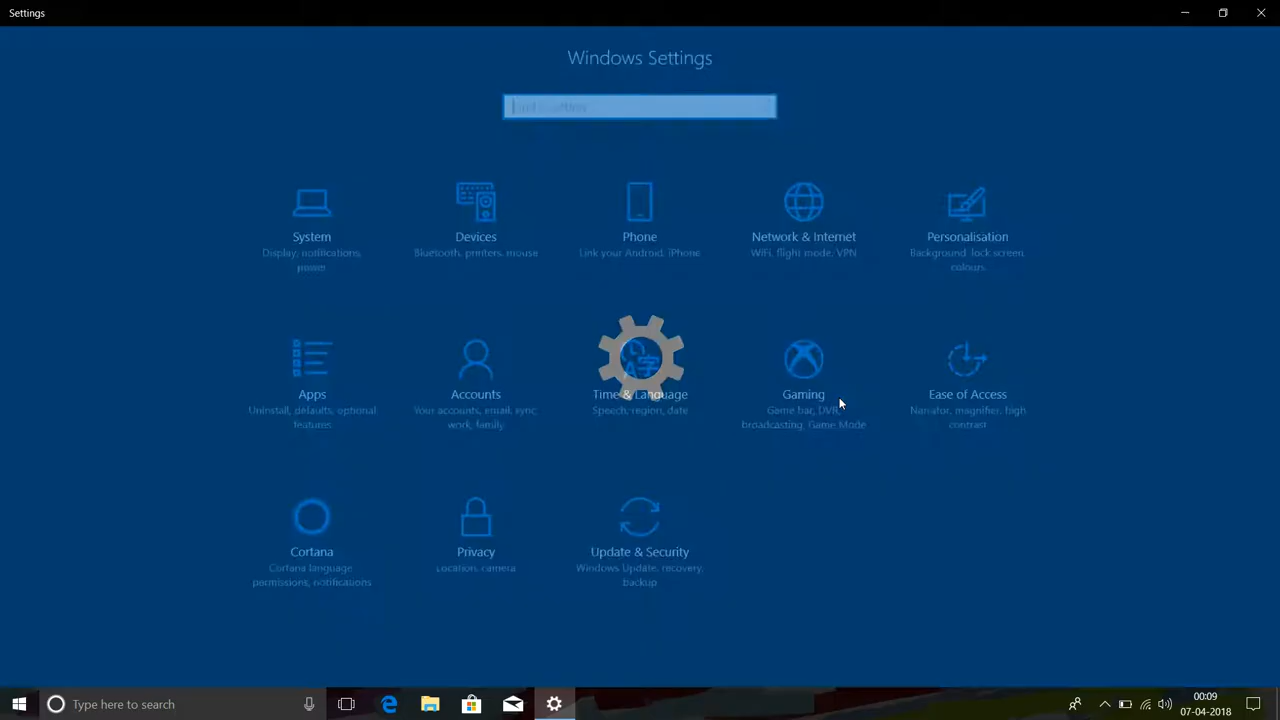 Settings
Windows Settings
System
Devices
Phone
Network & Internet
Personalisation
Display, notifications,
power
Bluetooth, printers, mouse
Link your Android, iPhone
WiFi, flight mode, VPN
Background, lock screen,
colours
Apps
Accounts
Time & Language
Gaming
Ease of Access
Uninstall, defaults, optional
features
Your accounts, email, sync,
work, family
Speech, region, date
Game bar, DVR,
broadcasting, Game Mode
Narrator, magnifier, high
contrast
Cortana
Privacy
Update & Security
Cortana language,
permissions, notifications
Location, camera
Windows Update, recovery,
backup
Type here to search
00:09
07-04-2018